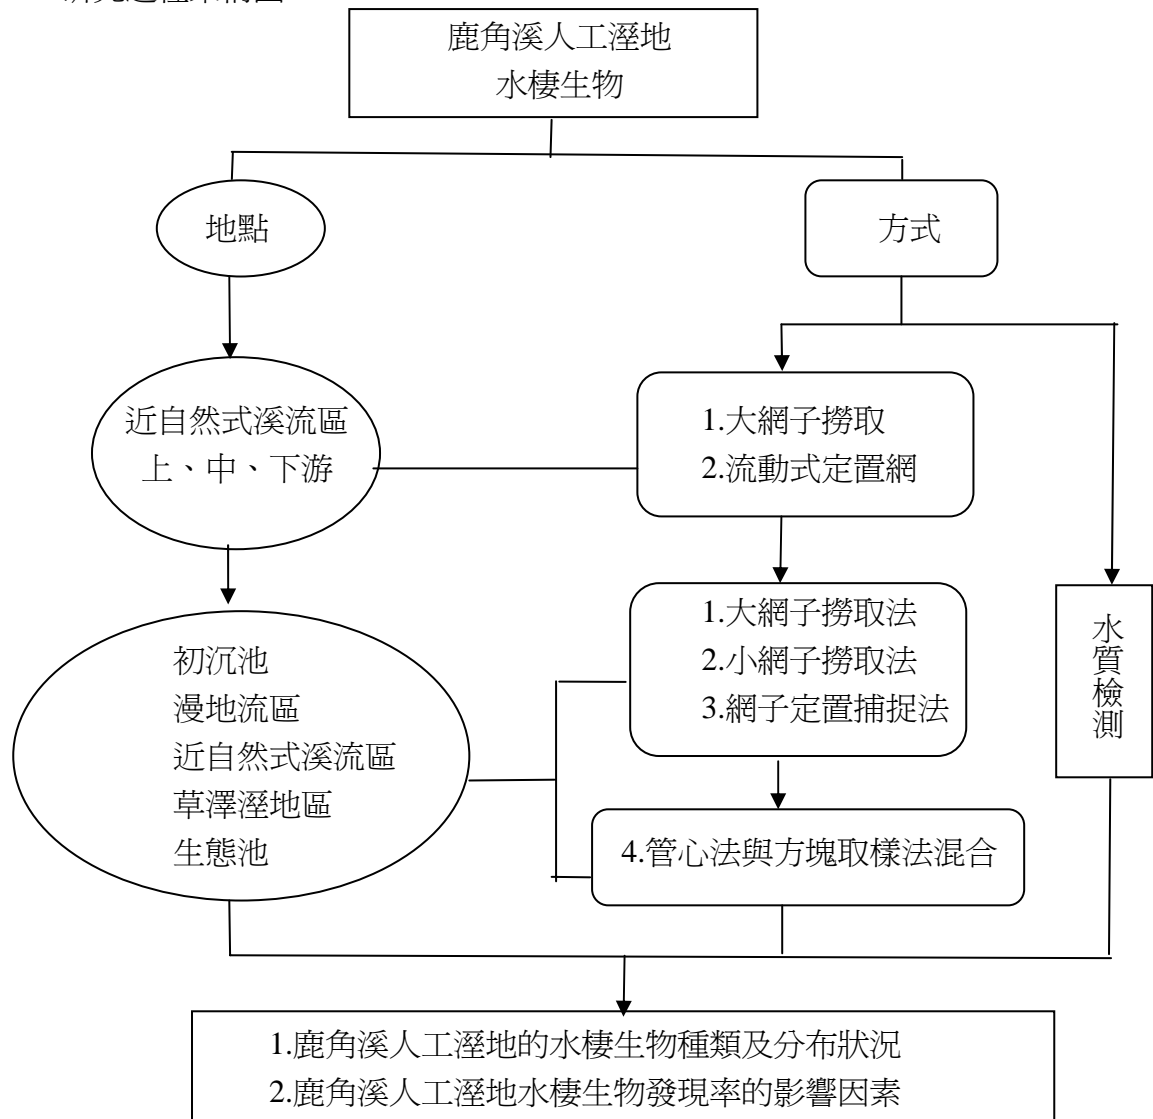 鹿角溪人工溼地
水棲生物
地點
方式
近自然式溪流區
上、中、下游
1.大網子撈取
2.流動式定置網
初沉池
漫地流區
近自然式溪流區
草澤溼地區
生態池
1.大網子撈取法
2.小網子撈取法
3.網子定置捕捉法
4.管心法與方塊取樣法混合
水質檢測
1.鹿角溪人工溼地的水棲生物種類及分布狀況
2.鹿角溪人工溼地水棲生物發現率的影響因素